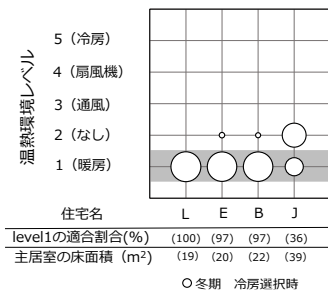 温熱環境レベル
5（冷房）
4（扇風機）
3（通風）
2（なし）
1（暖房）
住宅名 L E B J
level1の適合割合(%) (100) (97) (97) (36)
主居室の床面積（m²） (19) (20) (22) (39)
○冬期 冷房選択時